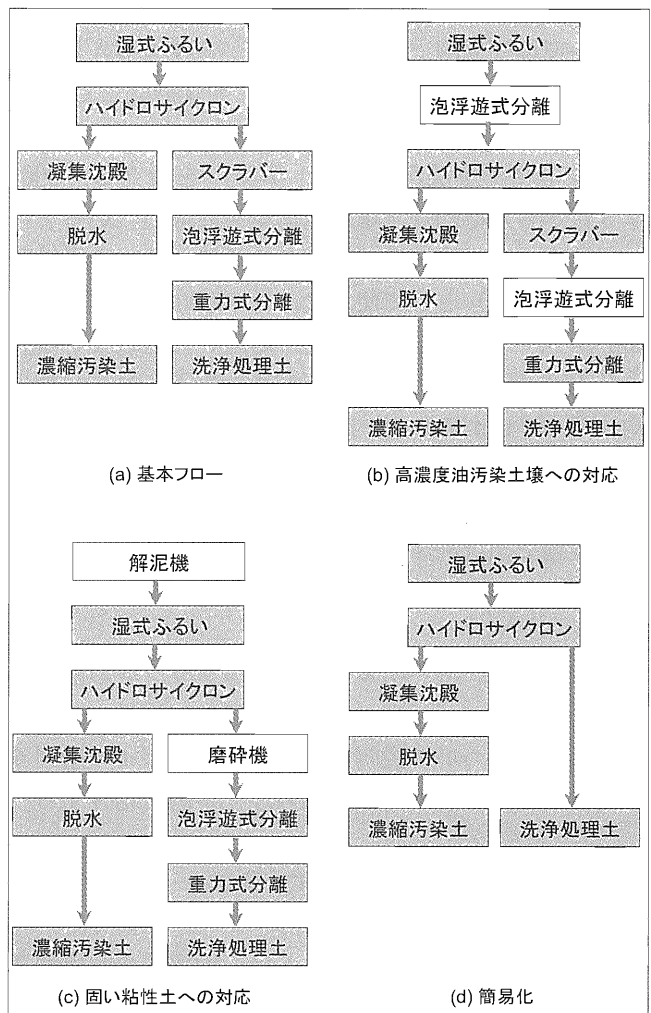 湿式ふるい
ハイドロサイクロン
凝集沈殿
スクラバー
脱水
泡浮遊式分離
重力式分離
濃縮汚染土
洗浄処理土
(a) 基本フロー
湿式ふるい
泡浮遊式分離
ハイドロサイクロン
凝集沈殿
スクラバー
脱水
泡浮遊式分離
重力式分離
濃縮汚染土
洗浄処理土
(b) 高濃度油汚染土壌への対応
解泥機
湿式ふるい
ハイドロサイクロン
凝集沈殿
磨砕機
脱水
泡浮遊式分離
重力式分離
濃縮汚染土
洗浄処理土
(c) 固い粘性土への対応
湿式ふるい
ハイドロサイクロン
凝集沈殿
脱水
濃縮汚染土
洗浄処理土
(d) 簡易化